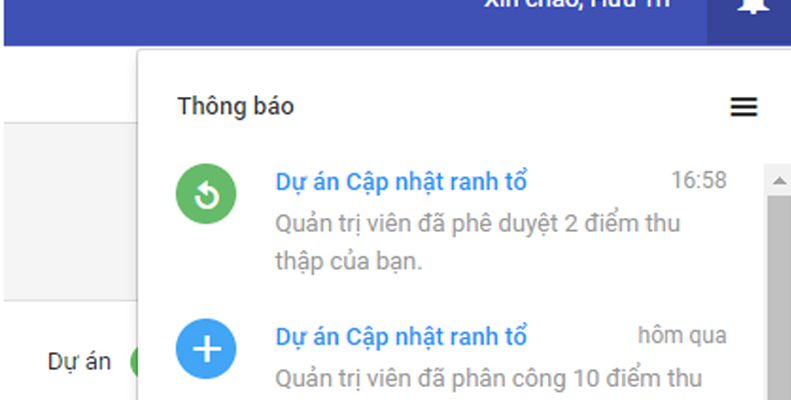 Xin chào, Hữu Trí
Thông báo
Dự án Cập nhật ranh tổ 16:58
Quản trị viên đã phê duyệt 2 điểm thu
thập của bạn.
Dự án Cập nhật ranh tổ hôm qua
Dự án
Quản trị viên đã phân công 10 điểm thu